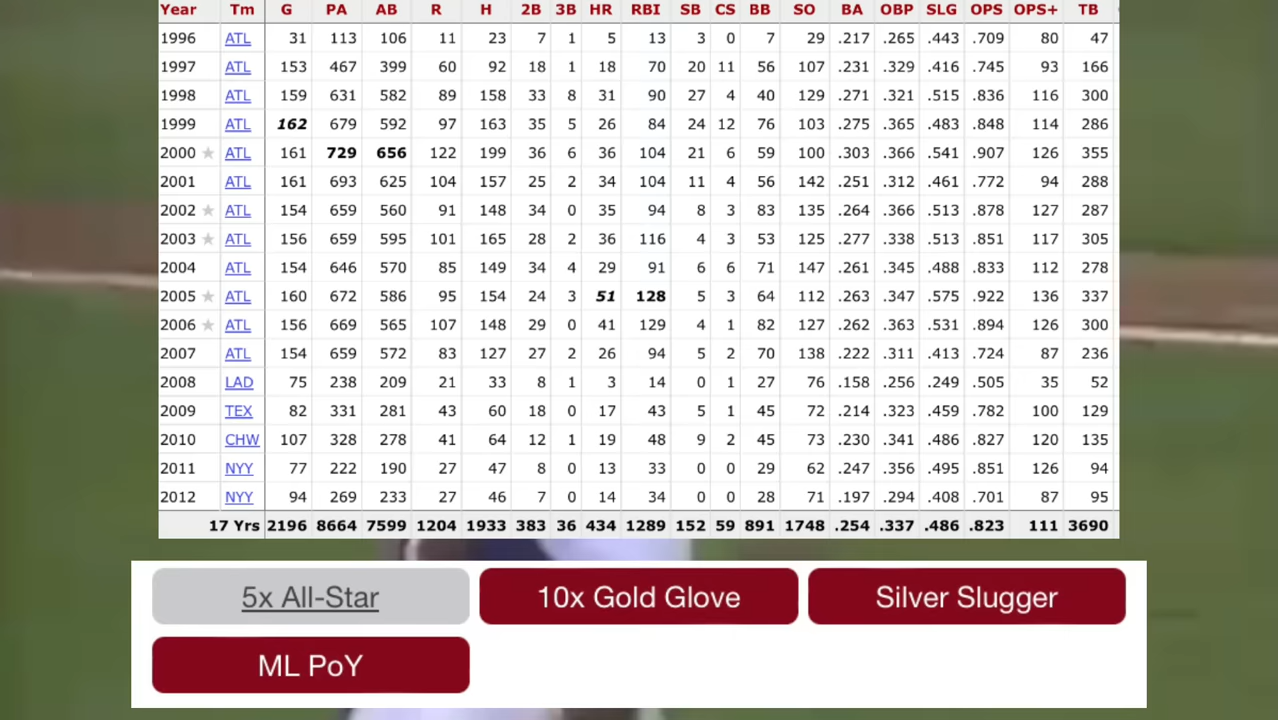 Year Tm G PA AB R H 2B 3B HR RBI SB CS BB SO BA OBP SLG OPS OPS+ TB
1996 ATL 31 113 106 11 23 7 1 5 13 3 0 7 29 .217 .265 .443 .709 80 47
1997 ATL 153 467 399 60 92 18 1 18 70 20 11 56 107 .231 .329 .416 .745 93 166
1998 ATL 159 631 582 89 158 33 8 31 90 27 4 40 129 .271 .321 .515 .836 116 300
1999 ATL 162 679 592 97 163 35 5 26 84 24 12 76 103 .275 .365 .483 .848 114 286
2000 ★ ATL 161 729 656 122 199 36 6 36 104 21 6 59 100 .303 .366 .541 .907 126 355
2001 ATL 161 693 625 104 157 25 2 34 104 11 4 56 142 .251 .312 .461 .772 94 288
2002 ★ ATL 154 659 560 91 148 34 0 35 94 8 3 83 135 .264 .366 .513 .878 127 287
2003 ★ ATL 156 659 595 101 165 28 2 36 116 4 3 53 125 .277 .338 .513 .851 117 305
2004 ATL 154 646 570 85 149 34 4 29 91 6 6 71 147 .261 .345 .488 .833 112 278
2005 ★ ATL 160 672 586 95 154 24 3 51 128 5 3 64 112 .263 .347 .575 .922 136 337
2006 ★ ATL 156 669 565 107 148 29 0 41 129 4 1 82 127 .262 .363 .531 .894 126 300
2007 ATL 154 659 572 83 127 27 2 26 94 5 2 70 138 .222 .311 .413 .724 87 236
2008 LAD 75 238 209 21 33 8 1 3 14 0 1 27 76 .158 .256 .249 .505 35 52
2009 TEX 82 331 281 43 60 18 0 17 43 5 1 45 72 .214 .323 .459 .782 100 129
2010 CHW 107 328 278 41 64 12 1 19 48 9 2 45 73 .230 .341 .486 .827 120 135
2011 NYY 77 222 190 27 47 8 0 13 33 0 0 29 62 .247 .356 .495 .851 126 94
2012 NYY 94 269 233 27 46 7 0 14 34 0 0 28 71 .197 .294 .408 .701 87 95
17 Yrs 2196 8664 7599 1204 1933 383 36 434 1289 152 59 891 1748 .254 .337 .486 .823 111 3690
5x All-Star 10x Gold Glove Silver Slugger
ML PoY